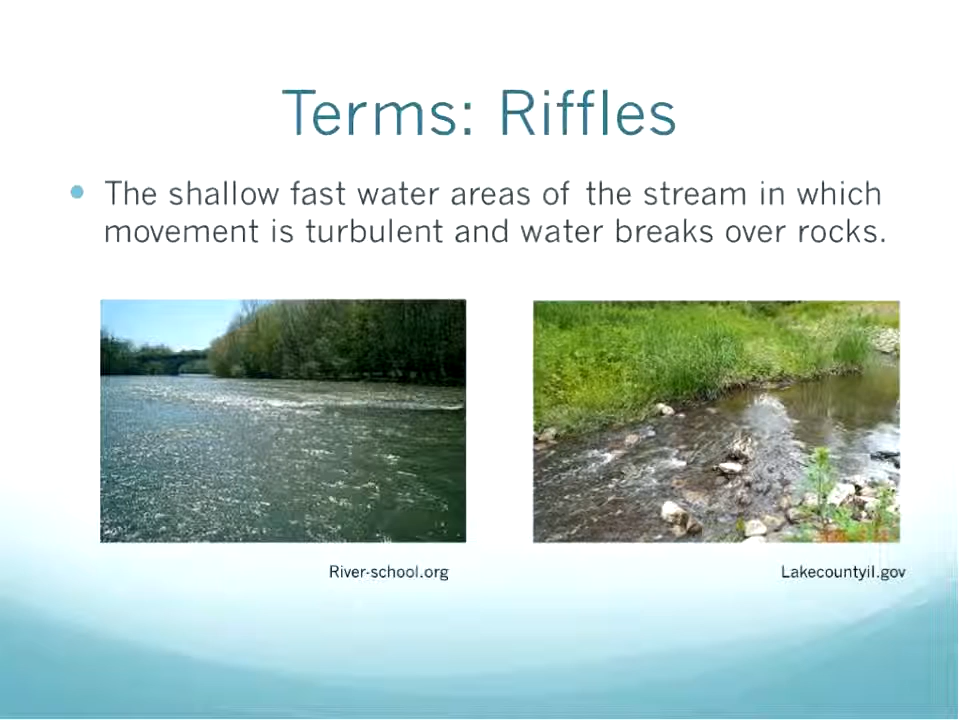 Terms: Riffles
• The shallow fast water areas of the stream in which
movement is turbulent and water breaks over rocks.
River-school.org
Lakecountyil.gov